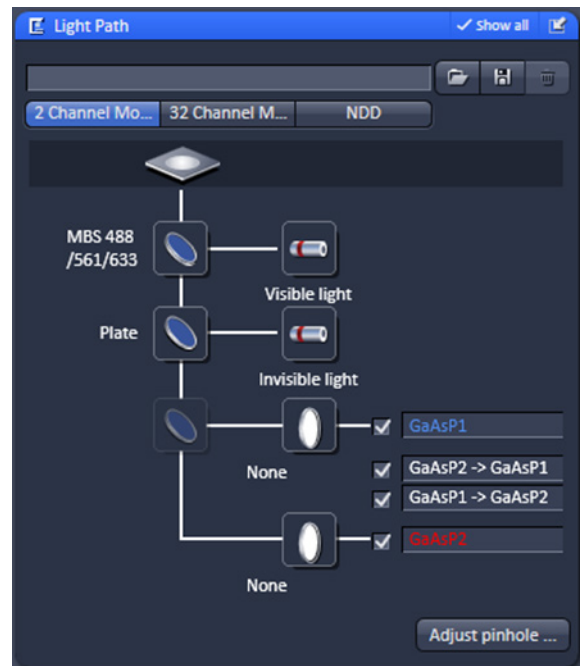 Light Path
Show all
2 Channel Mo...
32 Channel M...
NDD
MBS 488
/561/633
Visible light
Plate
Invisible light
GaAsP1
None
GaAsP2 -> GaAsP1
GaAsP1 -> GaAsP2
GaAsP2
None
Adjust pinhole ...